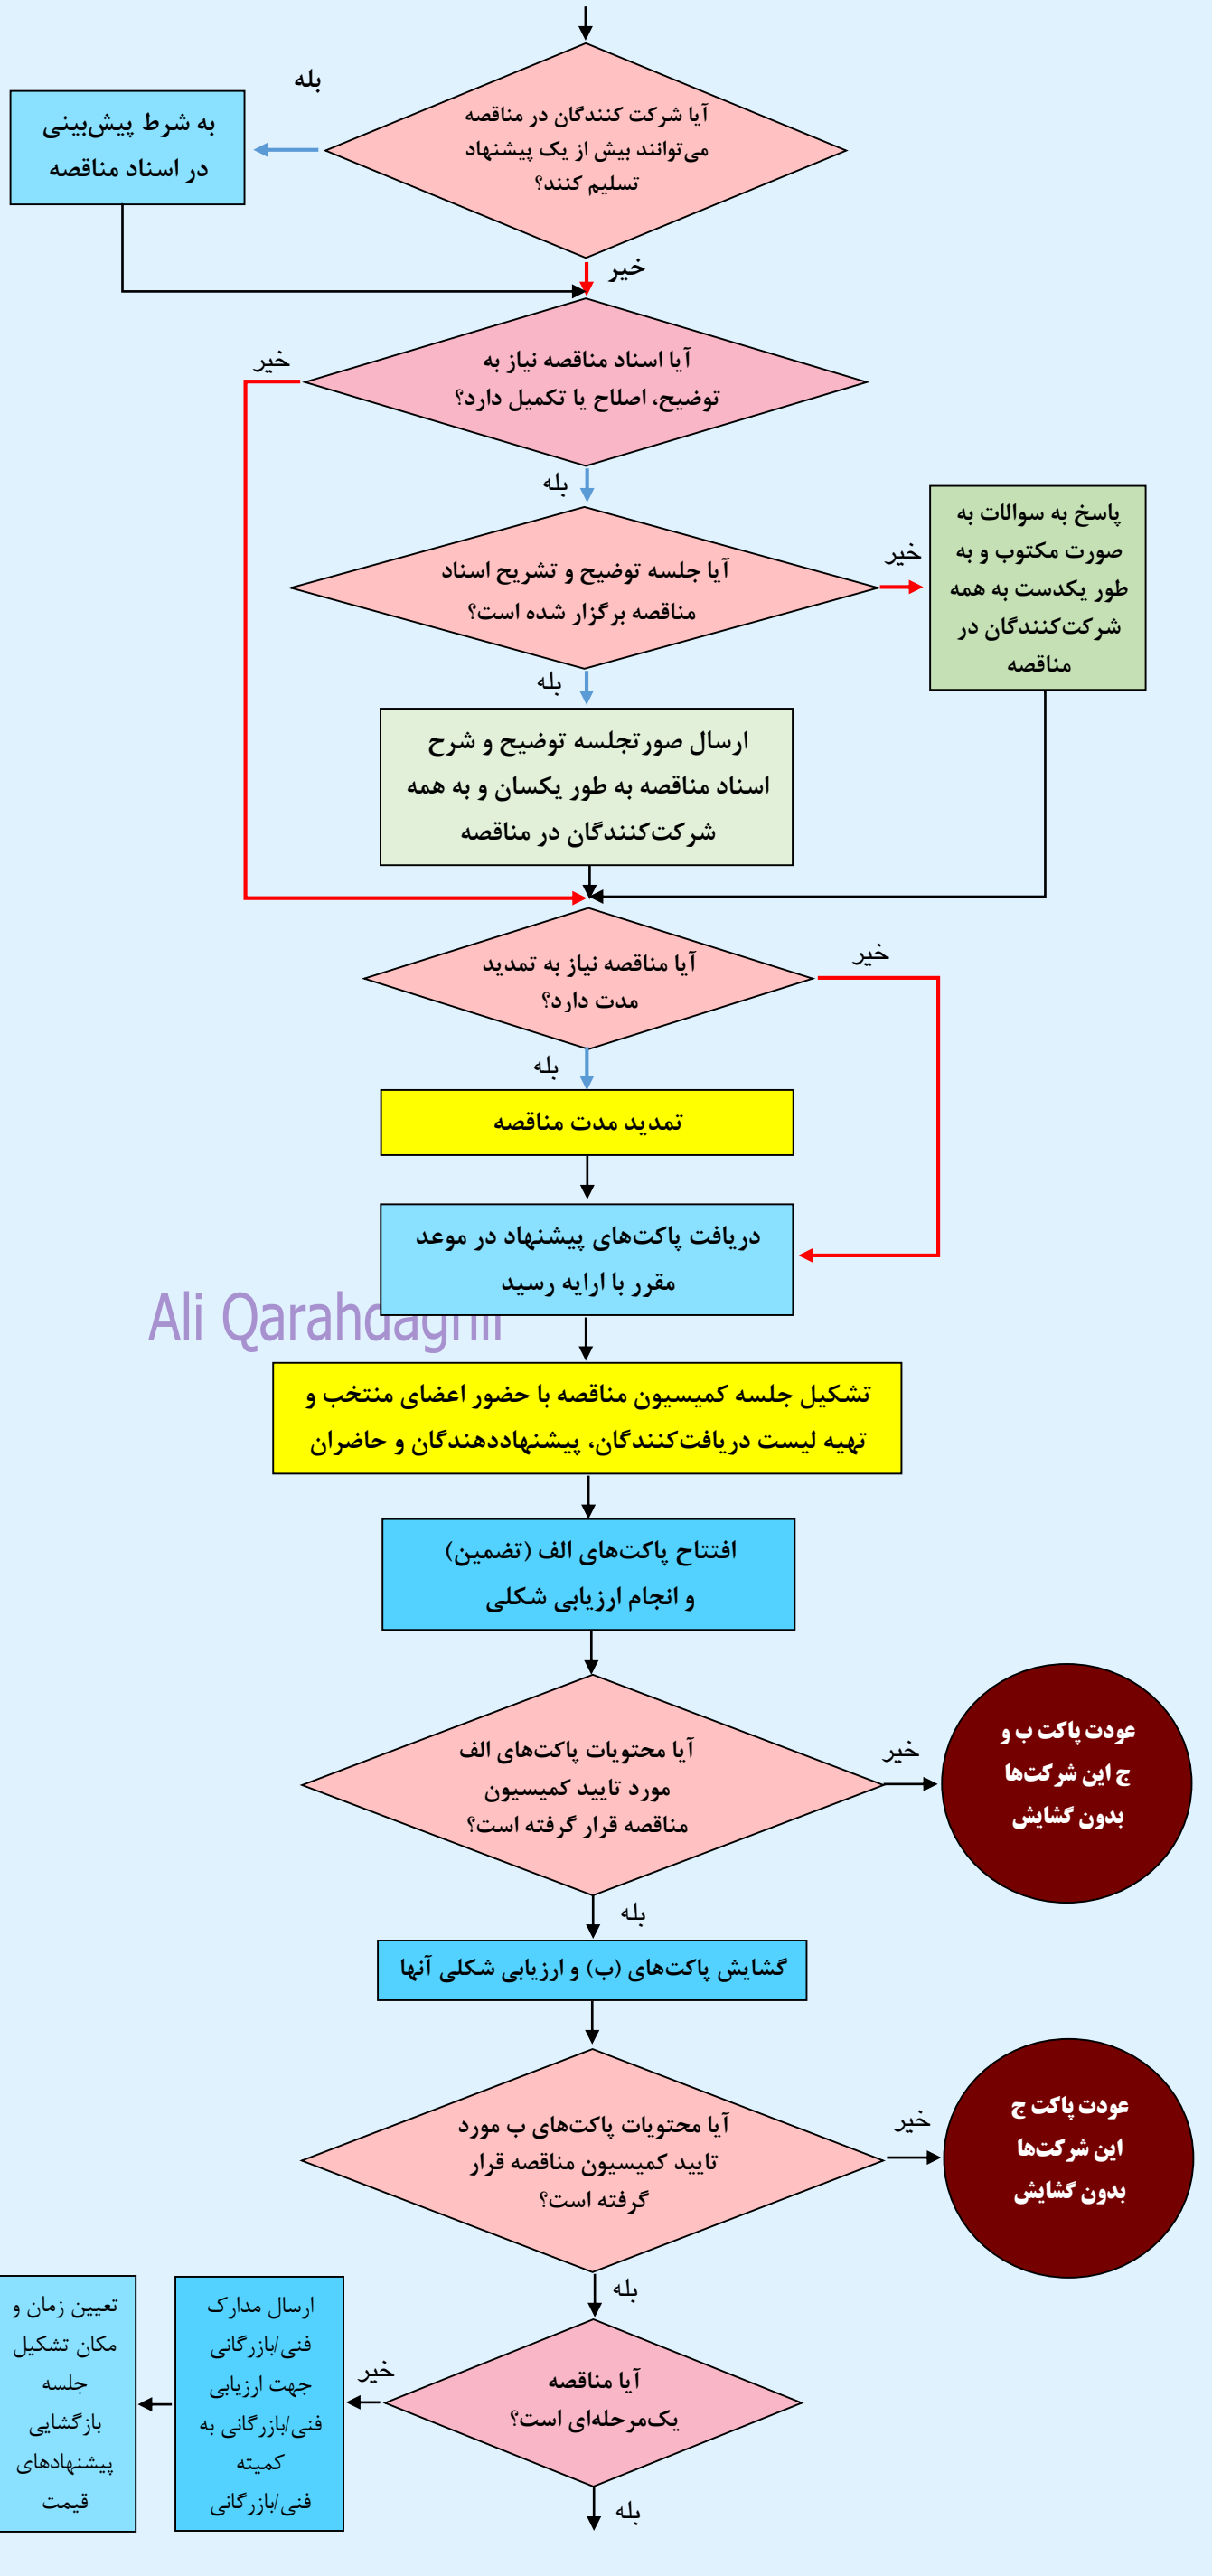 آیا شرکت کنندگان در مناقصه
می‌توانند بیش از یک پیشنهاد
تسلیم کنند؟
بله
به شرط پیش‌بینی
در اسناد مناقصه
خیر
آیا اسناد مناقصه نیاز به
توضیح، اصلاح یا تکمیل دارد؟
خیر
بله
آیا جلسه توضیح و تشریح اسناد
مناقصه برگزار شده است؟
خیر
پاسخ به سوالات به
صورت مکتوب و به
طور یکدست به همه
شرکت‌کنندگان در
مناقصه
بله
ارسال صورتجلسه توضیح و شرح
اسناد مناقصه به طور یکسان و به همه
شرکت‌کنندگان در مناقصه
آیا مناقصه نیاز به تمدید
مدت دارد؟
خیر
بله
تمدید مدت مناقصه
دریافت پاکت‌های پیشنهاد در موعد
مقرر با ارایه رسید
Ali Qarahdaghli
تشکیل جلسه کمیسیون مناقصه با حضور اعضای منتخب و
تهیه لیست دریافت‌کنندگان، پیشنهاددهندگان و حاضران
افتتاح پاکت‌های الف (تضمین)
و انجام ارزیابی شکلی
آیا محتویات پاکت‌های الف
مورد تایید کمیسیون
مناقصه قرار گرفته است؟
خیر
عودت پاکت ب و
ج این شرکت‌ها
بدون گشایش
بله
گشایش پاکت‌های (ب) و ارزیابی شکلی آنها
آیا محتویات پاکت‌های ب مورد
تایید کمیسیون مناقصه قرار
گرفته است؟
خیر
عودت پاکت ج
این شرکت‌ها
بدون گشایش
بله
آیا مناقصه
یک‌مرحله‌ای است؟
خیر
ارسال مدارک
فنی/بازرگانی
جهت ارزیابی
فنی/بازرگانی به
کمیته
فنی/بازرگانی
تعیین زمان و
مکان تشکیل
جلسه
بازگشایی
پیشنهادهای
قیمت
بله